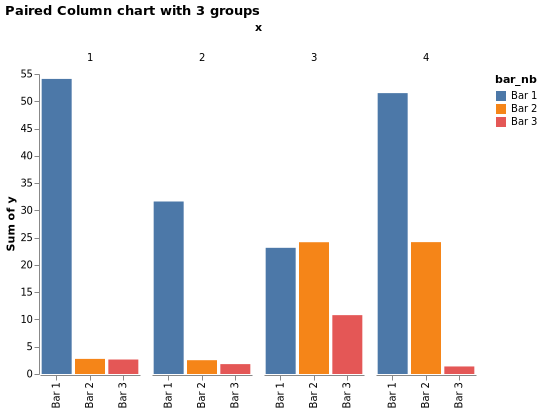 Paired Column chart with 3 groups
x
1 2 3 4
55
50
45
40
35
30
25
20
15
10
5
0
Sum of y
Bar 1 Bar 2 Bar 3 Bar 1 Bar 2 Bar 3 Bar 1 Bar 2 Bar 3 Bar 1 Bar 2 Bar 3
bar_nb
Bar 1
Bar 2
Bar 3